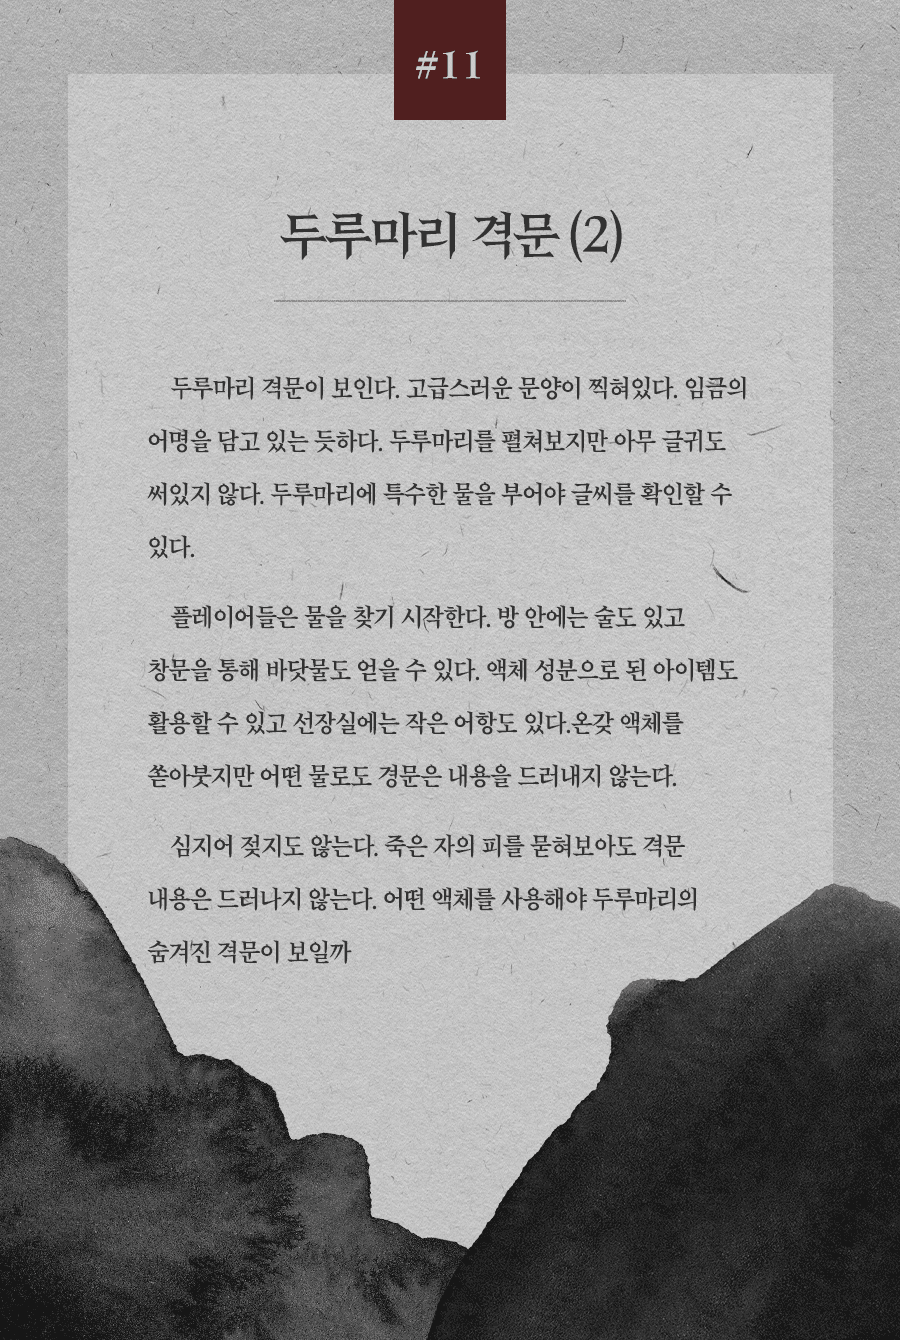 #11
두루마리 격문 (2)
두루마리 격문이 보인다. 고급스러운 문양이 찍혀있다. 임금의
어명을 담고 있는 듯하다. 두루마리를 펼쳐보지만 아무 글귀도
써있지 않다. 두루마리에 특수한 물을 부어야 글씨를 확인할 수
있다.
플레이어들은 물을 찾기 시작한다. 방 안에는 술도 있고
창문을 통해 바닷물도 얻을 수 있다. 액체 성분으로 된 아이템도
활용할 수 있고 선장실에는 작은 어항도 있다.온갖 액체를
쏟아붓지만 어떤 물로도 경문은 내용을 드러내지 않는다.
심지어 젖지도 않는다. 죽은 자의 피를 묻혀보아도 격문
내용은 드러나지 않는다. 어떤 액체를 사용해야 두루마리의
숨겨진 격문이 보일까